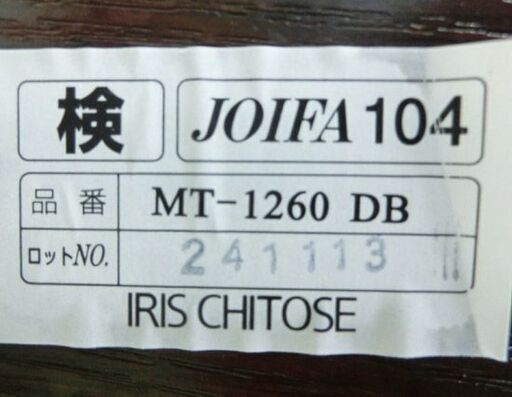 検 JOIFA 104
品番 MT-1260 DB
ロットNO. 241113
IRIS CHITOSE